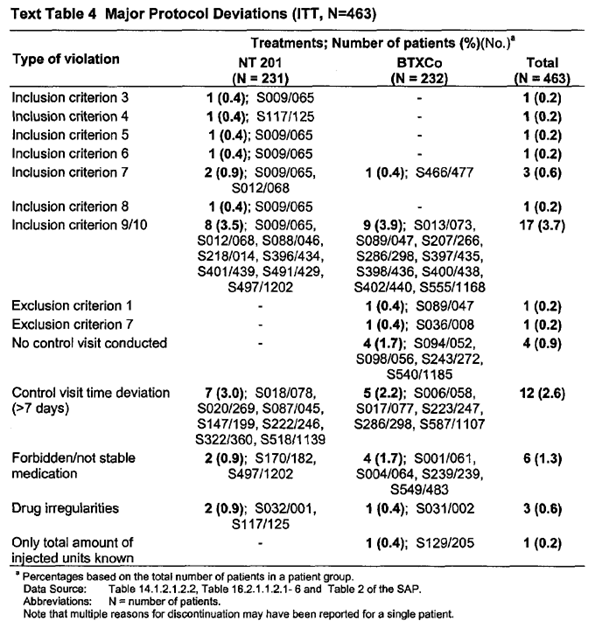 Text Table 4 Major Protocol Deviations (ITT, N=463)
Treatments; Number of patients (%)(No.)ᵃ
Type of violation NT 201 BTXCo Total
(N = 231) (N = 232) (N = 463)
Inclusion criterion 3 1 (0.4); S009/065 - 1 (0.2)
Inclusion criterion 4 1 (0.4); S117/125 - 1 (0.2)
Inclusion criterion 5 1 (0.4); S009/065 - 1 (0.2)
Inclusion criterion 6 1 (0.4); S009/065 - 1 (0.2)
Inclusion criterion 7 2 (0.9); S009/065, 1 (0.4); S466/477 3 (0.6)
S012/068
Inclusion criterion 8 1 (0.4); S009/065 - 1 (0.2)
Inclusion criterion 9/10 8 (3.5); S009/065, 9 (3.9); S013/073, 17 (3.7)
S012/068, S088/046, S089/047, S207/266,
S218/014, S396/434, S286/298, S397/435,
S401/439, S491/429, S398/436, S400/438,
S497/1202 S402/440, S555/1168
Exclusion criterion 1 - 1 (0.4); S089/047 1 (0.2)
Exclusion criterion 7 - 1 (0.4); S036/008 1 (0.2)
No control visit conducted - 4 (1.7); S094/052, 4 (0.9)
S098/056, S243/272,
S540/1185
Control visit time deviation 7 (3.0); S018/078, 5 (2.2); S006/058, 12 (2.6)
(>7 days) S020/269, S087/045, S017/077, S223/247,
S147/199, S222/246, S286/298, S587/1107
S322/360, S518/1139
Forbidden/not stable 2 (0.9); S170/182, 4 (1.7); S001/061, 6 (1.3)
medication S497/1202 S004/064, S239/239,
S549/483
Drug irregularities 2 (0.9); S032/001, 1 (0.4); S031/002 3 (0.6)
S117/125
Only total amount of - 1 (0.4); S129/205 1 (0.2)
injected units known
ᵃ Percentages based on the total number of patients in a patient group.
Data Source: Table 14.1.2.1.2.2, Table 16.2.1.1.2.1- 6 and Table 2 of the SAP.
Abbreviations: N = number of patients.
Note that multiple reasons for discontinuation may have been reported for a single patient.